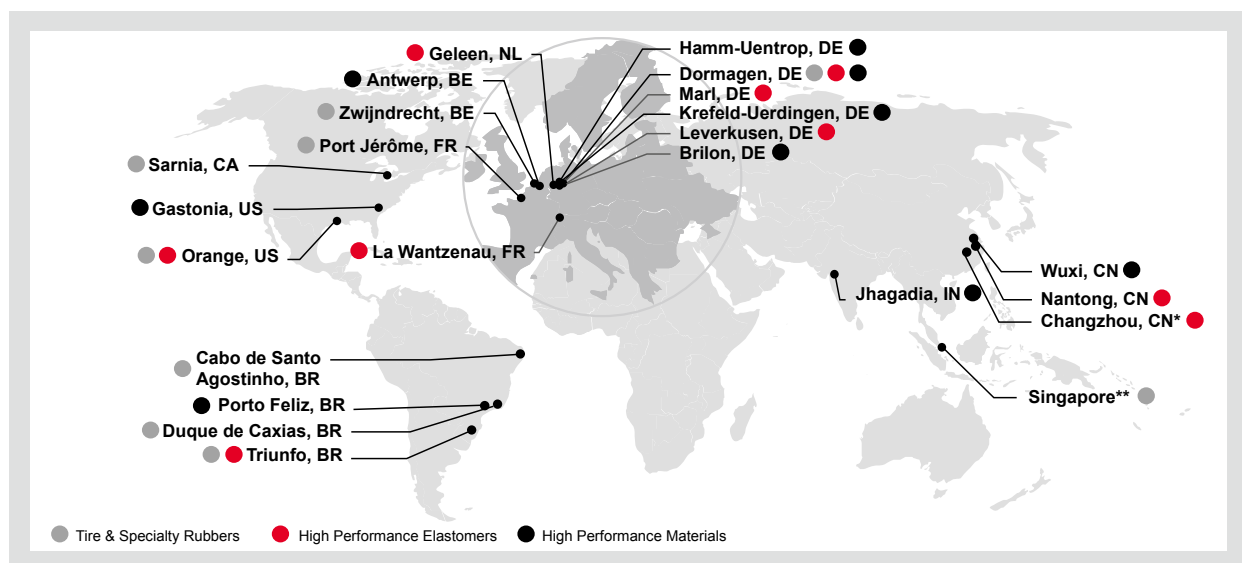 Geleen, NL
Antwerp, BE
Zwijndrecht, BE
Port Jérôme, FR
Sarnia, CA
Gastonia, US
Orange, US
La Wantzenau, FR
Hamm-Uentrop, DE
Dormagen, DE
Marl, DE
Krefeld-Uerdingen, DE
Leverkusen, DE
Brilon, DE
Wuxi, CN
Jhagadia, IN
Nantong, CN
Changzhou, CN*
Singapore**
Cabo de Santo
Agostinho, BR
Porto Feliz, BR
Duque de Caxias, BR
Triunfo, BR
Tire & Specialty Rubbers
High Performance Elastomers
High Performance Materials